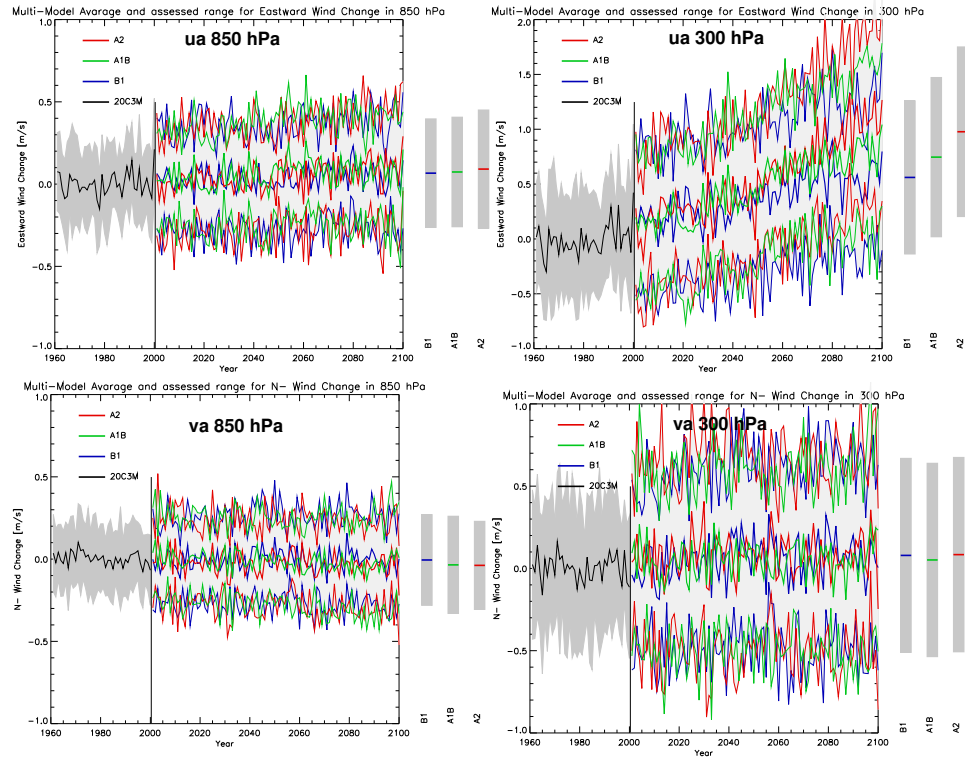 Multi-Model Avarage and assessed range for Eastward Wind Change in 850 hPa
ua 850 hPa
A2
A1B
B1
20C3M
Eastward Wind Change [m/s]
1.0
0.5
0.0
-0.5
-1.0
1960
1980
2000
2020
2040
2060
2080
2100
Year
B1
A1B
A2
Multi-Model Avarage and assessed range for Eastward Wind Change in 300 hPa
ua 300 hPa
A2
A1B
B1
20C3M
Eastward Wind Change [m/s]
2.0
1.5
1.0
0.5
0.0
-0.5
-1.0
1960
1980
2000
2020
2040
2060
2080
2100
Year
B1
A1B
A2
Multi-Model Avarage and assessed range for N- Wind Change in 850 hPa
va 850 hPa
A2
A1B
B1
20C3M
N- Wind Change [m/s]
1.0
0.5
0.0
-0.5
-1.0
1960
1980
2000
2020
2040
2060
2080
2100
Year
B1
A1B
A2
Multi-Model Avarage and assessed range for N- Wind Change in 300 hPa
va 300 hPa
A2
A1B
B1
20C3M
N- Wind Change [m/s]
1.0
0.5
0.0
-0.5
-1.0
1960
1980
2000
2020
2040
2060
2080
2100
Year
B1
A1B
A2